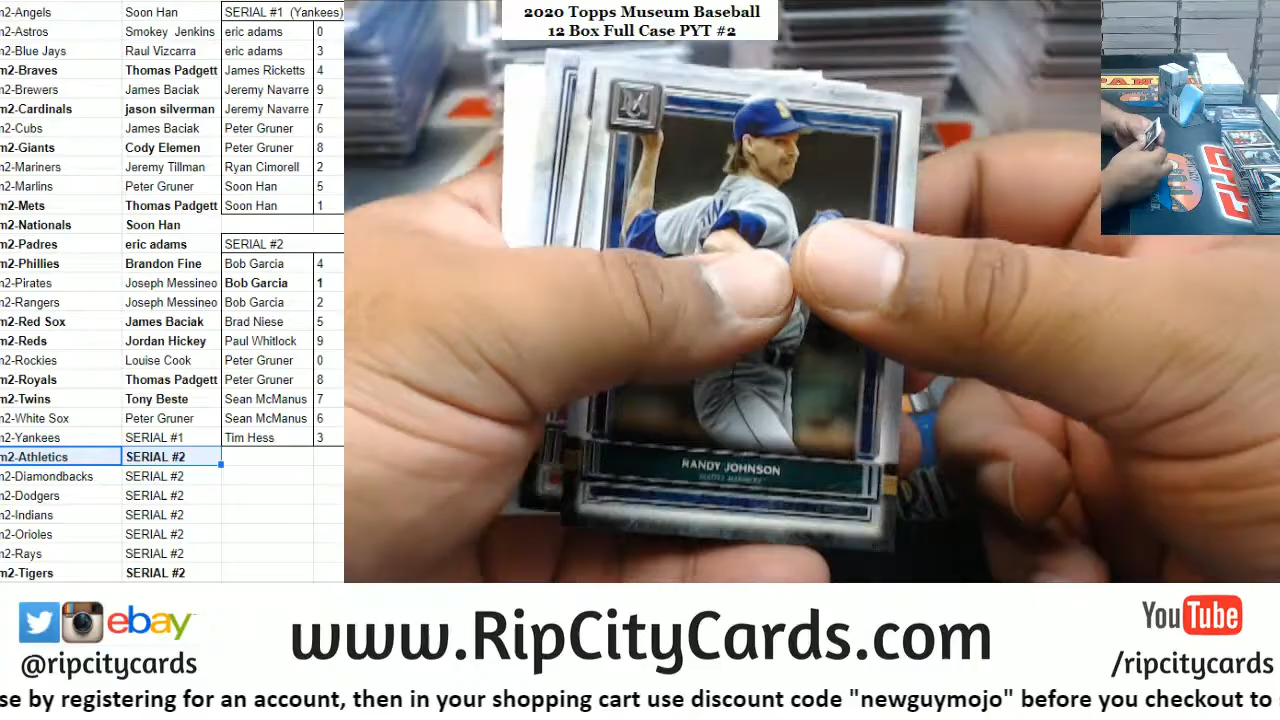 2020 Topps Museum Baseball
12 Box Full Case PYT #2
m2-Angels Soon Han SERIAL #1 (Yankees)
m2-Astros Smokey Jenkins eric adams 0
m2-Blue Jays Raul Vizcarra eric adams 3
m2-Braves Thomas Padgett James Ricketts 4
m2-Brewers James Baciak Jeremy Navarre 9
m2-Cardinals jason silverman Jeremy Navarre 7
m2-Cubs James Baciak Peter Gruner 6
m2-Giants Cody Elemen Peter Gruner 8
m2-Mariners Jeremy Tillman Ryan Cimorell 2
m2-Marlins Peter Gruner Soon Han 5
m2-Mets Thomas Padgett Soon Han 1
m2-Nationals Soon Han
m2-Padres eric adams SERIAL #2
m2-Phillies Brandon Fine Bob Garcia 4
m2-Pirates Joseph Messineo Bob Garcia 1
m2-Rangers Joseph Messineo Bob Garcia 2
m2-Red Sox James Baciak Brad Niese 5
m2-Reds Jordan Hickey Paul Whitlock 9
m2-Rockies Louise Cook Peter Gruner 0
m2-Royals Thomas Padgett Peter Gruner 8
m2-Twins Tony Beste Sean McManus 7
m2-White Sox Peter Gruner Sean McManus 6
m2-Yankees SERIAL #1 Tim Hess 3
m2-Athletics SERIAL #2
m2-Diamondbacks SERIAL #2
m2-Dodgers SERIAL #2
m2-Indians SERIAL #2
m2-Orioles SERIAL #2
m2-Rays SERIAL #2
m2-Tigers SERIAL #2
M
RANDY JOHNSON
SEATTLE MARINERS
ebay
@ripcitycards
www.RipCityCards.com
YouTube
/ripcitycards
se by registering for an account, then in your shopping cart use discount code "newguymojo" before you checkout to